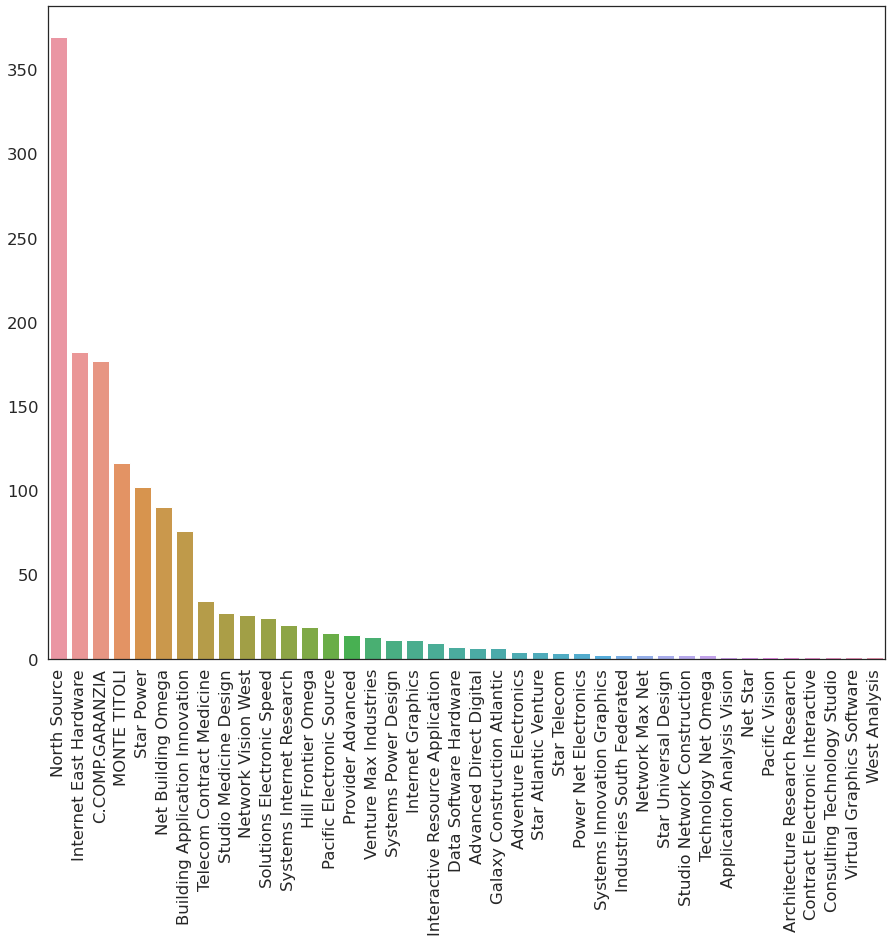 350
300
250
200
150
100
50
0
North Source
Internet East Hardware
C.COMP.GARANZIA
MONTE TITOLI
Star Power
Net Building Omega
Building Application Innovation
Telecom Contract Medicine
Studio Medicine Design
Network Vision West
Solutions Electronic Speed
Systems Internet Research
Hill Frontier Omega
Pacific Electronic Source
Provider Advanced
Venture Max Industries
Systems Power Design
Internet Graphics
Interactive Resource Application
Data Software Hardware
Advanced Direct Digital
Galaxy Construction Atlantic
Adventure Electronics
Star Atlantic Venture
Star Telecom
Power Net Electronics
Systems Innovation Graphics
Industries South Federated
Network Max Net
Star Universal Design
Studio Network Construction
Technology Net Omega
Application Analysis Vision
Net Star
Pacific Vision
Architecture Research Research
Contract Electronic Interactive
Consulting Technology Studio
Virtual Graphics Software
West Analysis